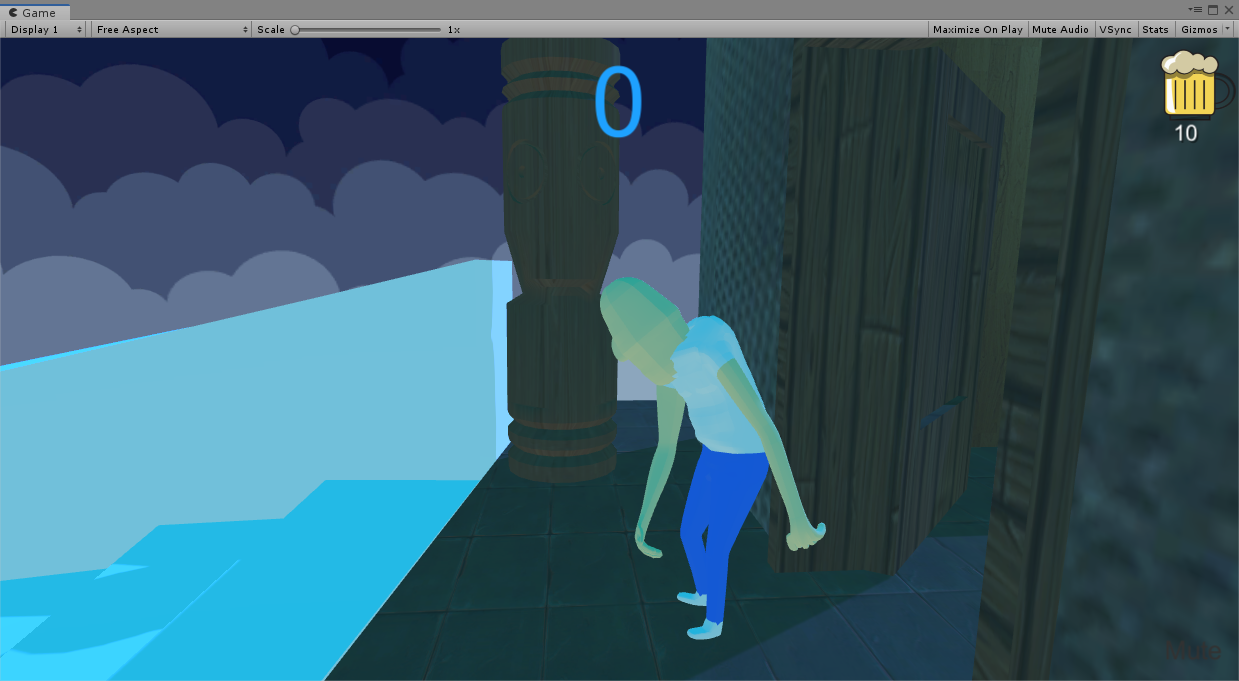 Game
Display 1 Free Aspect Scale 1x Maximize On Play Mute Audio VSync Stats Gizmos
0
10
Mute